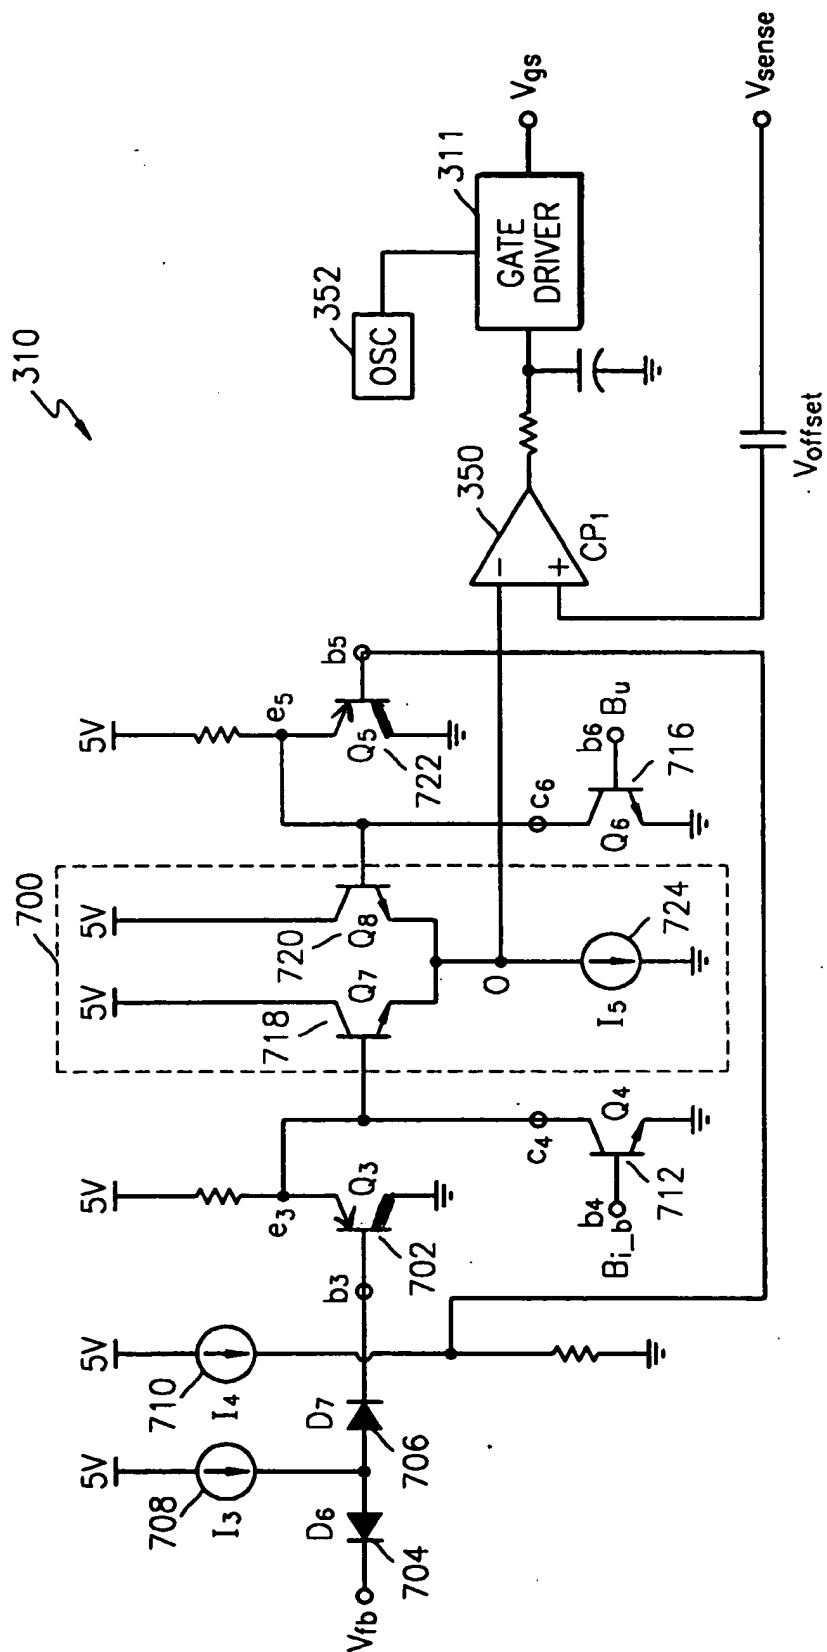 310
700
5V
5V
5V
5V
5V
5V
708
I3
710
I4
Vfb
D6
704
D7
706
b3
e3
Q3
702
718
Q7
720
Q8
e5
Q5
722
b5
c4
b4
Bi_b
Q4
712
O
I5
724
c6
Q6
b6
Bu
716
350
−
+
CP1
OSC
352
GATE
DRIVER
311
Vgs
Voffset
Vsense